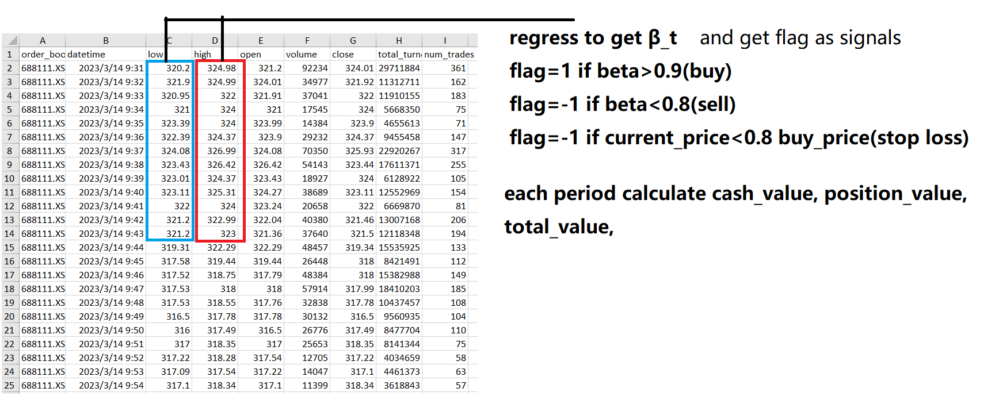 A B C D E F G H I
1 order_boo datetime low high open volume close total_turno num_trades
2 688111.XS 2023/3/14 9:31 320.2 324.98 321.2 92234 324.01 29711884 361
3 688111.XS 2023/3/14 9:32 321.9 324.99 324.01 34977 321.92 11312711 162
4 688111.XS 2023/3/14 9:33 320.95 322 321.91 37041 322 11910155 183
5 688111.XS 2023/3/14 9:34 321 324 321 17545 324 5668350 75
6 688111.XS 2023/3/14 9:35 323.39 324 323.99 14384 323.9 4655613 71
7 688111.XS 2023/3/14 9:36 322.39 324.37 323.9 29232 324.37 9455458 147
8 688111.XS 2023/3/14 9:37 324.08 326.99 324.08 70350 325.93 22920267 317
9 688111.XS 2023/3/14 9:38 323.43 326.42 326.42 54143 323.44 17611371 255
10 688111.XS 2023/3/14 9:39 323.01 324.37 323.43 18927 324 6128922 105
11 688111.XS 2023/3/14 9:40 323.11 325.31 324.27 38689 323.11 12552969 154
12 688111.XS 2023/3/14 9:41 322 324 323.24 20658 322 6669870 81
13 688111.XS 2023/3/14 9:42 321.2 322.99 322.04 40380 321.46 13007168 206
14 688111.XS 2023/3/14 9:43 321.2 323 321.36 37640 321.5 12118348 194
15 688111.XS 2023/3/14 9:44 319.31 322.29 322.29 48457 319.34 15535925 133
16 688111.XS 2023/3/14 9:45 317.58 319.44 319.44 26448 318 8421491 112
17 688111.XS 2023/3/14 9:46 317.52 318.75 317.79 48384 318 15382988 149
18 688111.XS 2023/3/14 9:47 317.53 318 318 57914 317.99 18410203 185
19 688111.XS 2023/3/14 9:48 317.53 318.55 317.76 32838 317.78 10437457 108
20 688111.XS 2023/3/14 9:49 316.5 317.78 317.78 30132 316.5 9560935 104
21 688111.XS 2023/3/14 9:50 316 317.49 316.5 26776 317.49 8477704 110
22 688111.XS 2023/3/14 9:51 317 318.35 317 25653 318.35 8141344 75
23 688111.XS 2023/3/14 9:52 317.22 318.28 317.54 12705 317.22 4034659 58
24 688111.XS 2023/3/14 9:53 317.09 317.54 317.22 14047 317.1 4461373 63
25 688111.XS 2023/3/14 9:54 317.1 318.34 317.1 11399 318.34 3618843 57
regress to get β_t and get flag as signals
flag=1 if beta>0.9(buy)
flag=-1 if beta<0.8(sell)
flag=-1 if current_price<0.8 buy_price(stop loss)
each period calculate cash_value, position_value,
total_value,